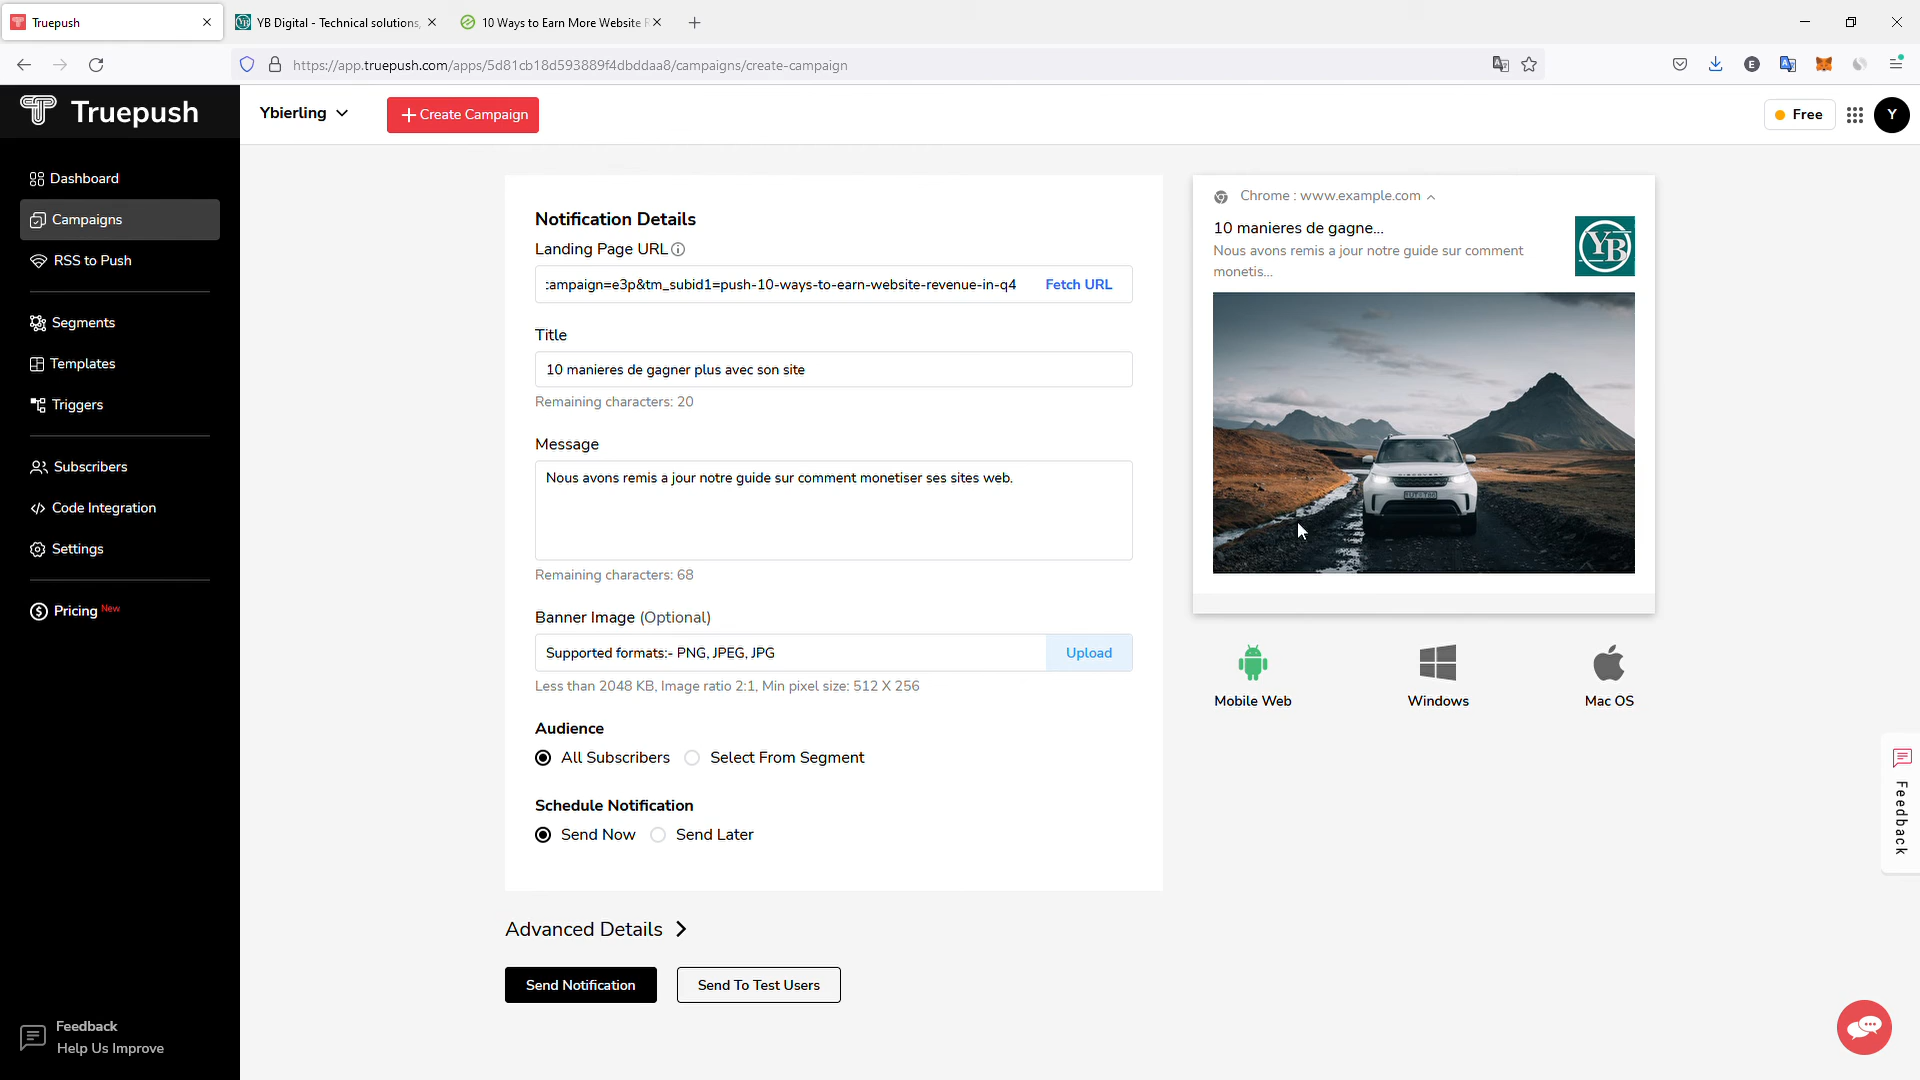 Truepush
YB Digital - Technical solutions,
10 Ways to Earn More Website R
https://app.truepush.com/apps/5d81cb18d593889f4dbddaa8/campaigns/create-campaign
E
Truepush
Ybierling
+ Create Campaign
Free
Y
Dashboard
Campaigns
RSS to Push
Segments
Templates
Triggers
Subscribers
Code Integration
Settings
Pricing New
Feedback
Help Us Improve
Notification Details
Landing Page URL
:ampaign=e3p&tm_subid1=push-10-ways-to-earn-website-revenue-in-q4
Fetch URL
Title
10 manieres de gagner plus avec son site
Remaining characters: 20
Message
Nous avons remis a jour notre guide sur comment monetiser ses sites web.
Remaining characters: 68
Banner Image (Optional)
Supported formats:- PNG, JPEG, JPG
Upload
Less than 2048 KB, Image ratio 2:1, Min pixel size: 512 X 256
Audience
All Subscribers
Select From Segment
Schedule Notification
Send Now
Send Later
Advanced Details
Send Notification
Send To Test Users
Chrome : www.example.com
10 manieres de gagne...
Nous avons remis a jour notre guide sur comment
monetis...
YB
DISCOVERY
Mobile Web
Windows
Mac OS
Feedback